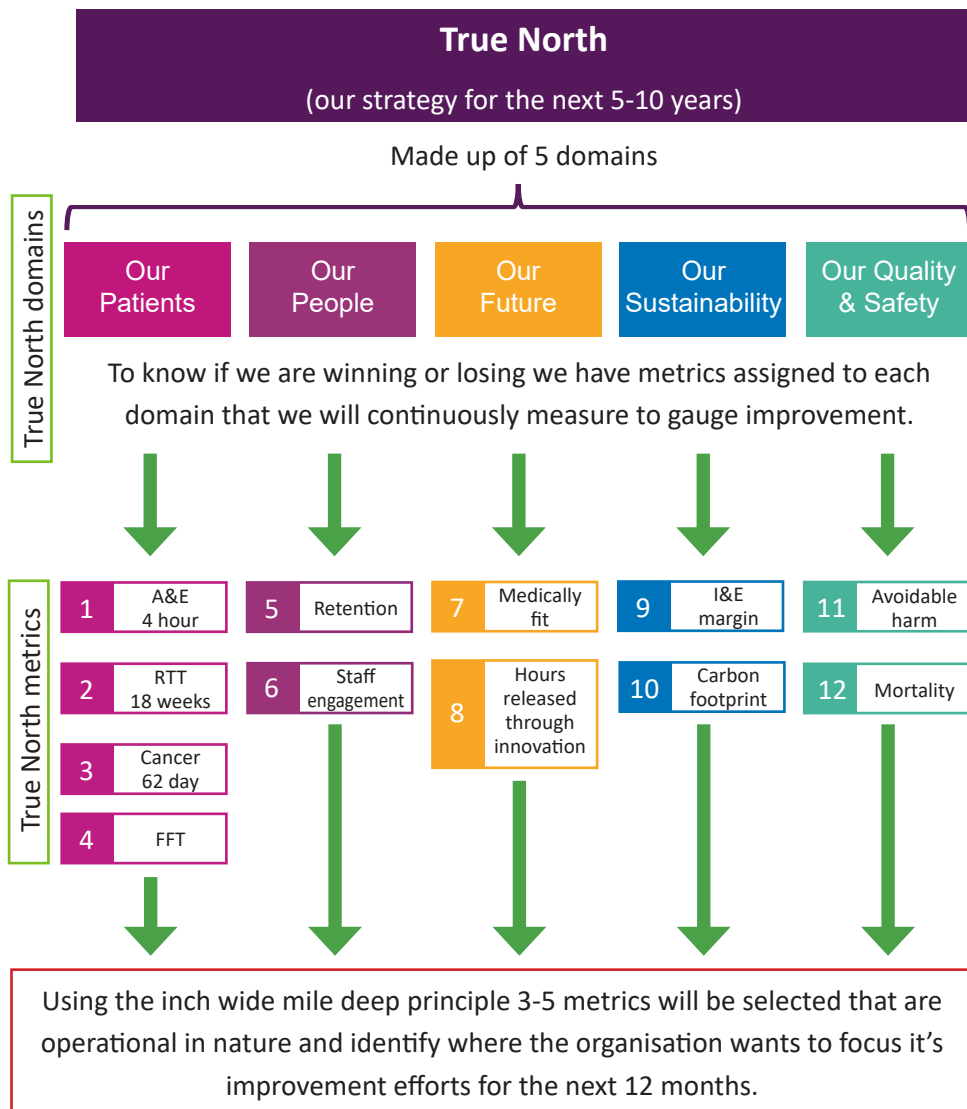 True North
(our strategy for the next 5-10 years)
Made up of 5 domains
True North domains
Our
Patients
Our
People
Our
Future
Our
Sustainability
Our Quality
& Safety
To know if we are winning or losing we have metrics assigned to each
domain that we will continuously measure to gauge improvement.
True North metrics
1
A&E
4 hour
2
RTT
18 weeks
3
Cancer
62 day
4
FFT
5
Retention
6
Staff
engagement
7
Medically
fit
8
Hours
released
through
innovation
9
I&E
margin
10
Carbon
footprint
11
Avoidable
harm
12
Mortality
Using the inch wide mile deep principle 3-5 metrics will be selected that are
operational in nature and identify where the organisation wants to focus it's
improvement efforts for the next 12 months.